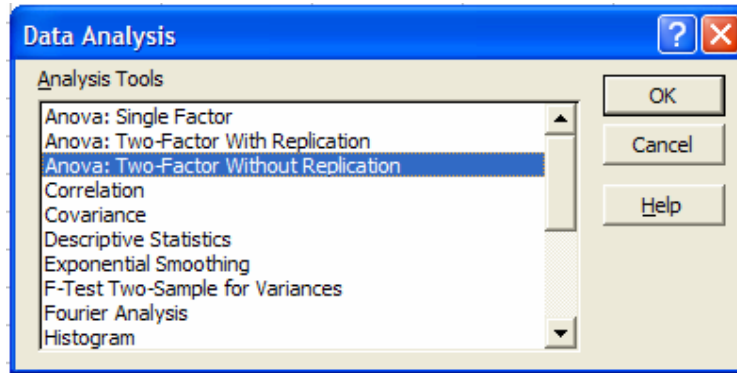 Data Analysis
Analysis Tools
Anova: Single Factor
Anova: Two-Factor With Replication
Anova: Two-Factor Without Replication
Correlation
Covariance
Descriptive Statistics
Exponential Smoothing
F-Test Two-Sample for Variances
Fourier Analysis
Histogram
OK
Cancel
Help